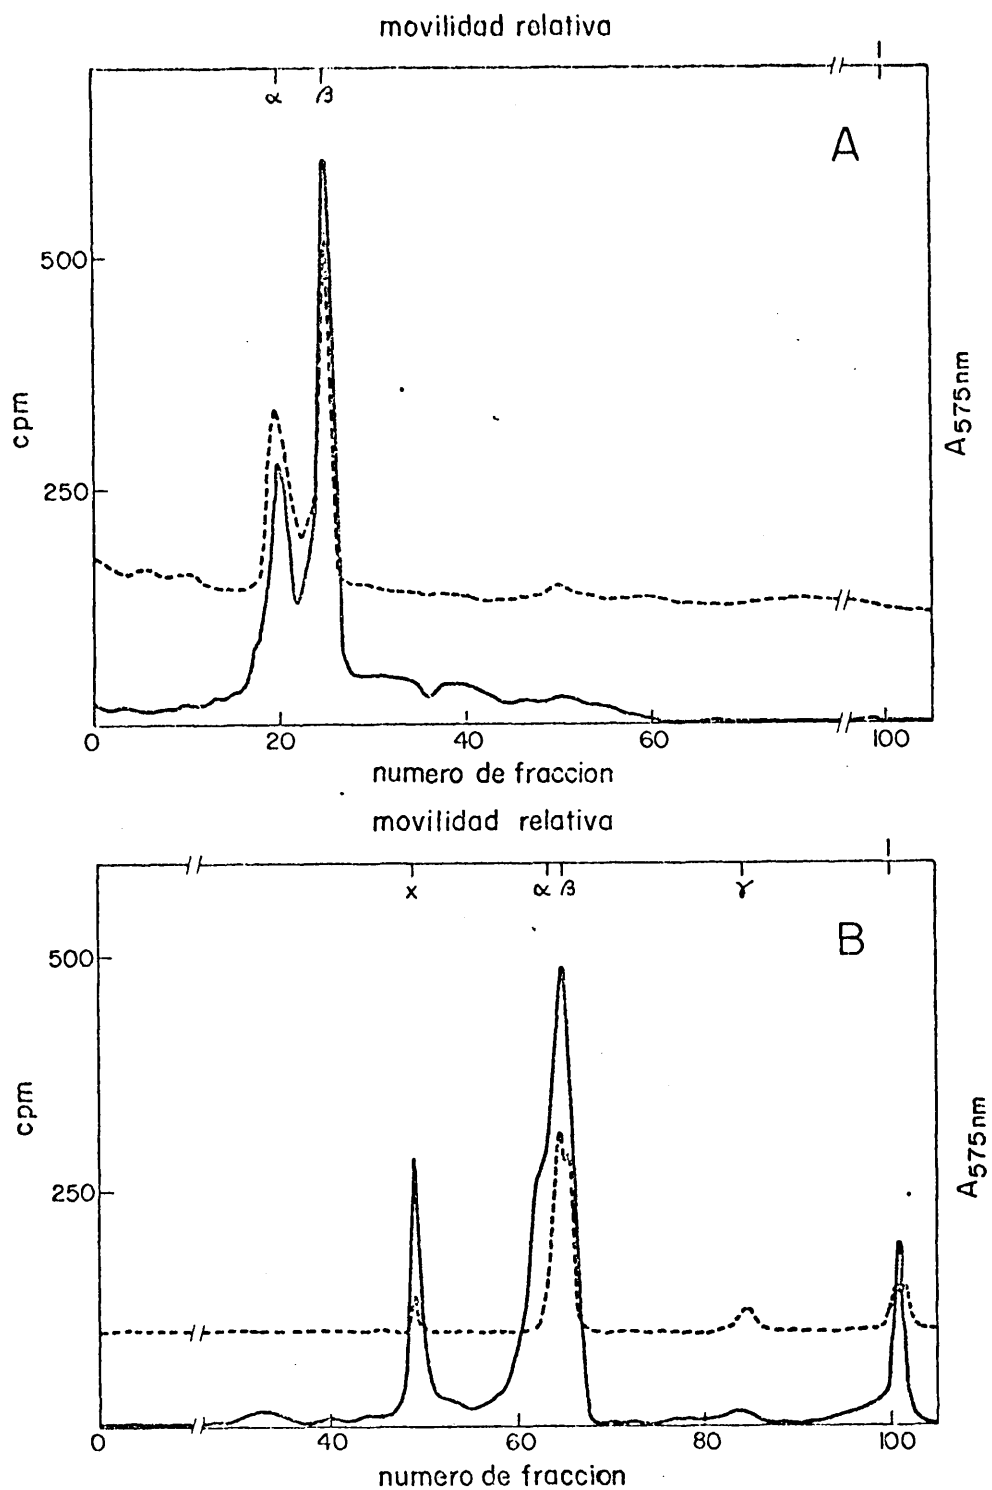 movilidad relativa
α β
A
500
250
cpm
A575nm
0 20 40 60 100
numero de fraccion
movilidad relativa
x α β γ
B
500
250
cpm
A575nm
0 40 60 80 100
numero de fraccion